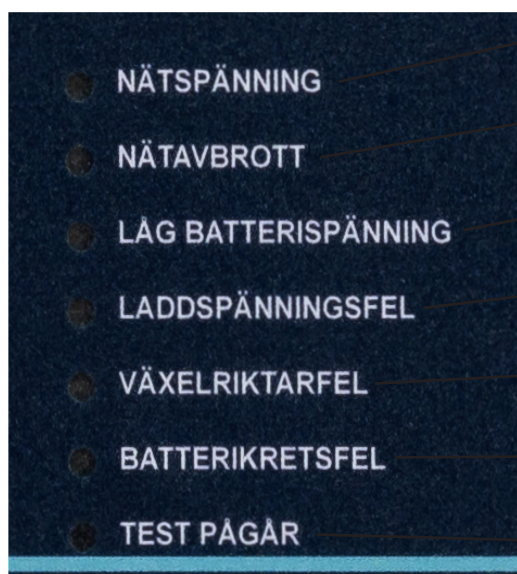 NÄTSPÄNNING
NÄTAVBROTT
LÅG BATTERISPÄNNING
LADDSPÄNNINGSFEL
VÄXELRIKTARFEL
BATTERIKRETSFEL
TEST PÅGÅR